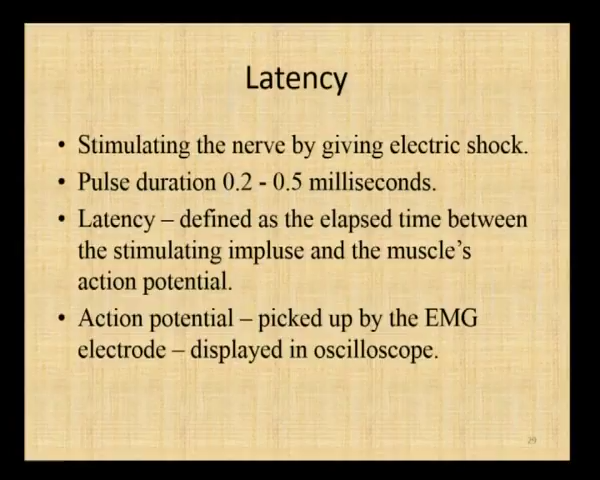 Latency
• Stimulating the nerve by giving electric shock.
• Pulse duration 0.2 - 0.5 milliseconds.
• Latency – defined as the elapsed time between
the stimulating impluse and the muscle's
action potential.
• Action potential – picked up by the EMG
electrode – displayed in oscilloscope.
29